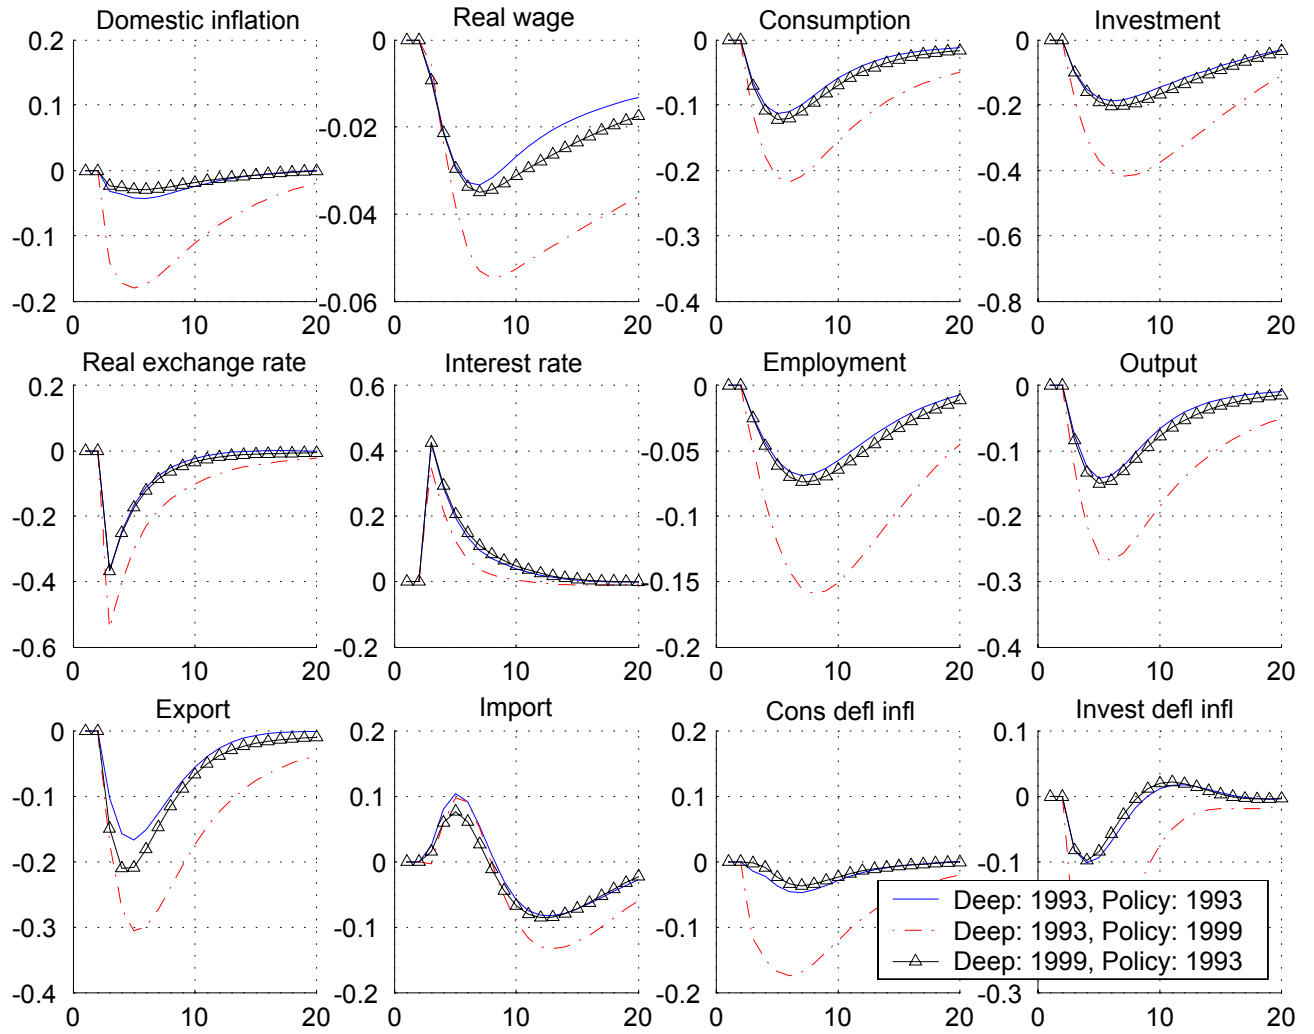 Domestic inflation
Real wage
Consumption
Investment
0.2
0.1
0
-0.1
-0.2
0 10 20
0
-0.02
-0.04
-0.06
0 10 20
0
-0.1
-0.2
-0.3
-0.4
0 10 20
0
-0.2
-0.4
-0.6
-0.8
0 10 20
Real exchange rate
Interest rate
Employment
Output
0.2
0
-0.2
-0.4
-0.6
0 10 20
0.6
0.4
0.2
0
-0.2
0 10 20
0
-0.05
-0.1
-0.15
-0.2
0 10 20
0
-0.1
-0.2
-0.3
-0.4
0 10 20
Export
Import
Cons defl infl
Invest defl infl
0
-0.1
-0.2
-0.3
-0.4
0 10 20
0.2
0.1
0
-0.1
-0.2
0 10 20
0.2
0.1
0
-0.1
-0.2
0 10 20
0.1
0
-0.1
-0.3
0 10 20
Deep: 1993, Policy: 1993
Deep: 1993, Policy: 1999
Deep: 1999, Policy: 1993